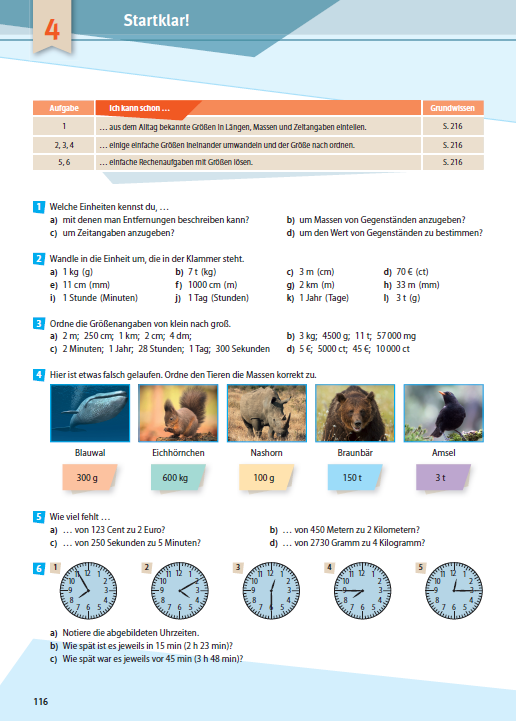 4
Startklar!
Aufgabe Ich kann schon … Grundwissen
1 … aus dem Alltag bekannte Größen in Längen, Massen und Zeitangaben einteilen. S. 216
2, 3, 4 … einige einfache Größen ineinander umwandeln und der Größe nach ordnen. S. 216
5, 6 … einfache Rechenaufgaben mit Größen lösen. S. 216
1 Welche Einheiten kennst du, …
a) mit denen man Entfernungen beschreiben kann? b) um Massen von Gegenständen anzugeben?
c) um Zeitangaben anzugeben? d) um den Wert von Gegenständen zu bestimmen?
2 Wandle in die Einheit um, die in der Klammer steht.
a) 1 kg (g) b) 7 t (kg) c) 3 m (cm) d) 70 € (ct)
e) 11 cm (mm) f) 1000 cm (m) g) 2 km (m) h) 33 m (mm)
i) 1 Stunde (Minuten) j) 1 Tag (Stunden) k) 1 Jahr (Tage) l) 3 t (g)
3 Ordne die Größenangaben von klein nach groß.
a) 2 m; 250 cm; 1 km; 2 cm; 4 dm; b) 3 kg; 4500 g; 11 t; 57 000 mg
c) 2 Minuten; 1 Jahr; 28 Stunden; 1 Tag; 300 Sekunden d) 5 €; 5000 ct; 45 €; 10 000 ct
4 Hier ist etwas falsch gelaufen. Ordne den Tieren die Massen korrekt zu.
Blauwal Eichhörnchen Nashorn Braunbär Amsel
300 g 600 kg 100 g 150 t 3 t
5 Wie viel fehlt …
a) … von 123 Cent zu 2 Euro? b) … von 450 Metern zu 2 Kilometern?
c) … von 250 Sekunden zu 5 Minuten? d) … von 2730 Gramm zu 4 Kilogramm?
6 1 2 3 4 5
a) Notiere die abgebildeten Uhrzeiten.
b) Wie spät ist es jeweils in 15 min (2 h 23 min)?
c) Wie spät war es jeweils vor 45 min (3 h 48 min)?
116